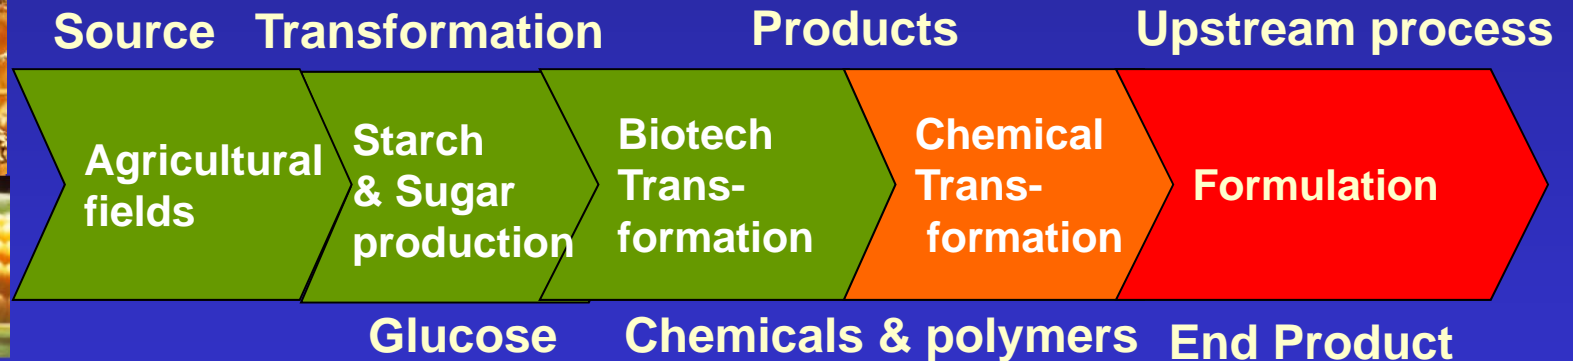 Source Transformation Products Upstream process
Agricultural
fields
Starch
& Sugar
production
Biotech
Trans-
formation
Chemical
Trans-
formation
Formulation
Glucose Chemicals & polymers End Product